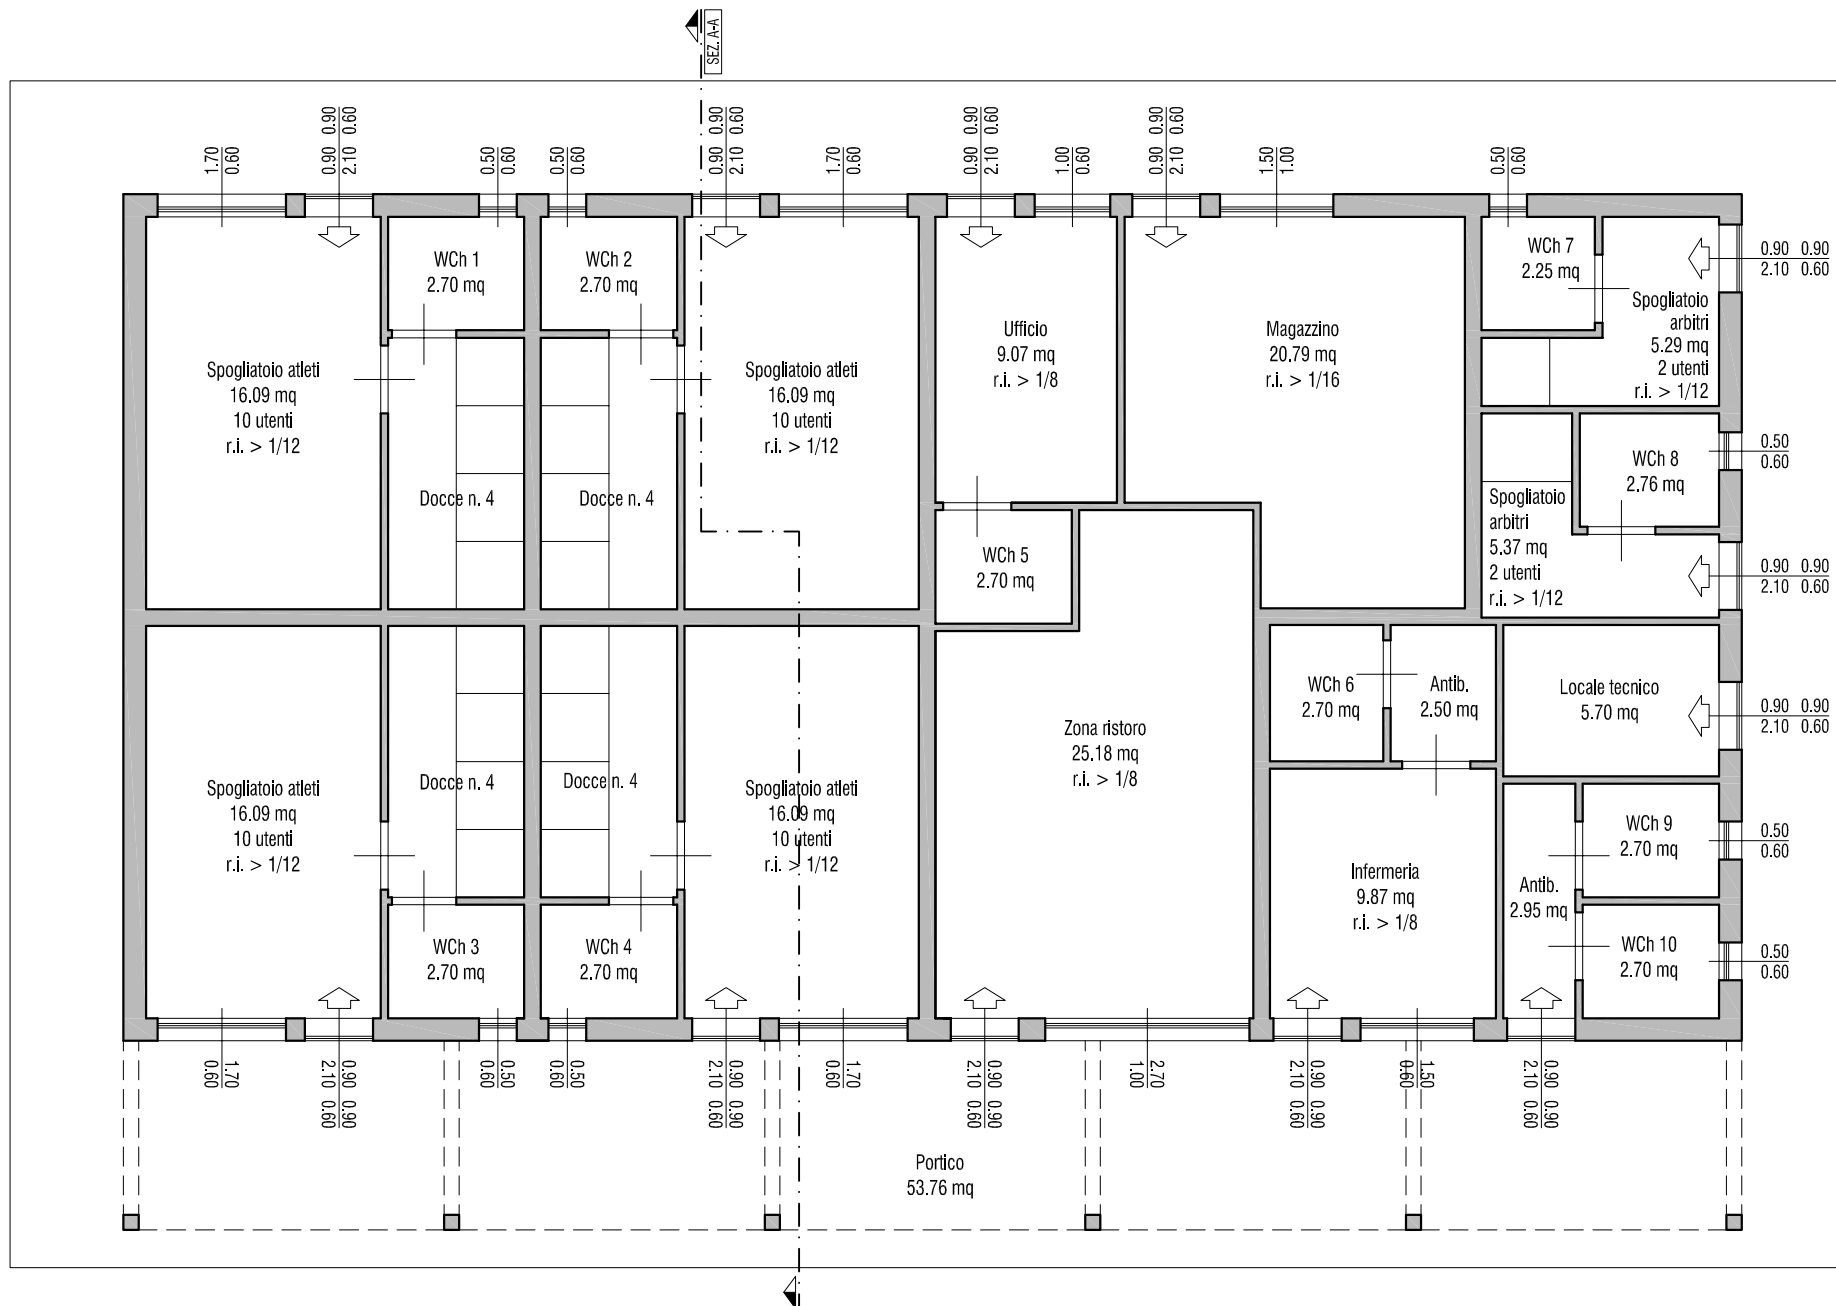 SEZ. A-A
1.70
0.60
0.90 0.90
2.10 0.60
0.50
0.60
0.50
0.60
0.90 0.90
2.10 0.60
1.70
0.60
0.90 0.90
2.10 0.60
1.00
0.60
0.90 0.90
2.10 0.60
1.50
1.00
0.50
0.60
WCh 1
2.70 mq
WCh 2
2.70 mq
WCh 7
2.25 mq
0.90 0.90
2.10 0.60
Spogliatoio atleti
16.09 mq
10 utenti
r.i. > 1/12
Spogliatoio atleti
16.09 mq
10 utenti
r.i. > 1/12
Ufficio
9.07 mq
r.i. > 1/8
Magazzino
20.79 mq
r.i. > 1/16
Spogliatoio
arbitri
5.29 mq
2 utenti
r.i. > 1/12
Docce n. 4
Docce n. 4
WCh 8
2.76 mq
0.50
0.60
Spogliatoio
arbitri
5.37 mq
2 utenti
r.i. > 1/12
WCh 5
2.70 mq
0.90 0.90
2.10 0.60
WCh 6
2.70 mq
Antib.
2.50 mq
Locale tecnico
5.70 mq
0.90 0.90
2.10 0.60
Spogliatoio atleti
16.09 mq
10 utenti
r.i. > 1/12
Docce n. 4
Docce n. 4
Spogliatoio atleti
16.09 mq
10 utenti
r.i. > 1/12
Zona ristoro
25.18 mq
r.i. > 1/8
Infermeria
9.87 mq
r.i. > 1/8
Antib.
2.95 mq
WCh 9
2.70 mq
0.50
0.60
WCh 3
2.70 mq
WCh 4
2.70 mq
WCh 10
2.70 mq
0.50
0.60
1.70
0.60
0.90 0.90
2.10 0.60
0.50
0.60
0.50
0.60
0.90 0.90
2.10 0.60
1.70
0.60
0.90 0.90
2.10 0.60
2.70
1.00
0.90 0.90
2.10 0.60
1.50
0.60
0.90 0.90
2.10 0.60
Portico
53.76 mq